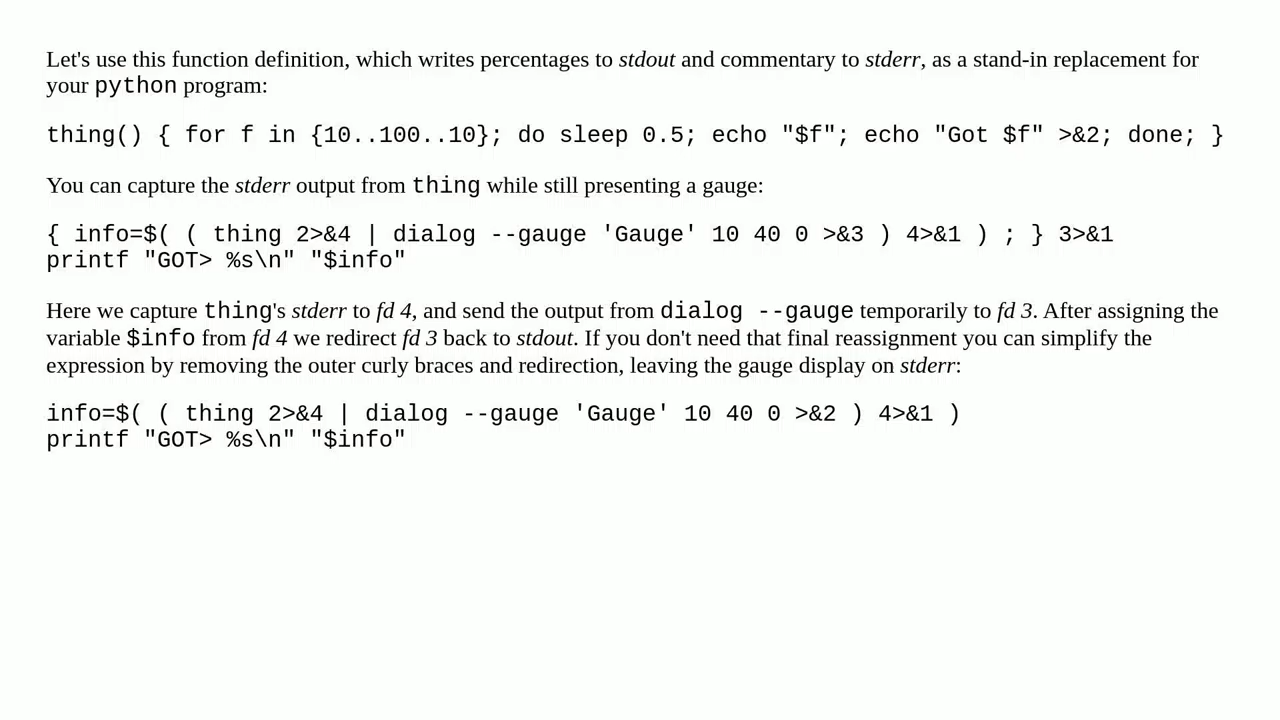 Let's use this function definition, which writes percentages to stdout and commentary to stderr, as a stand-in replacement for
your python program:
thing() { for f in {10..100..10}; do sleep 0.5; echo "$f"; echo "Got $f" >&2; done; }
You can capture the stderr output from thing while still presenting a gauge:
{ info=$( ( thing 2>&4 | dialog --gauge 'Gauge' 10 40 0 >&3 ) 4>&1 ) ; } 3>&1
printf "GOT> %s\n" "$info"
Here we capture thing's stderr to fd 4, and send the output from dialog --gauge temporarily to fd 3. After assigning the
variable $info from fd 4 we redirect fd 3 back to stdout. If you don't need that final reassignment you can simplify the
expression by removing the outer curly braces and redirection, leaving the gauge display on stderr:
info=$( ( thing 2>&4 | dialog --gauge 'Gauge' 10 40 0 >&2 ) 4>&1 )
printf "GOT> %s\n" "$info"